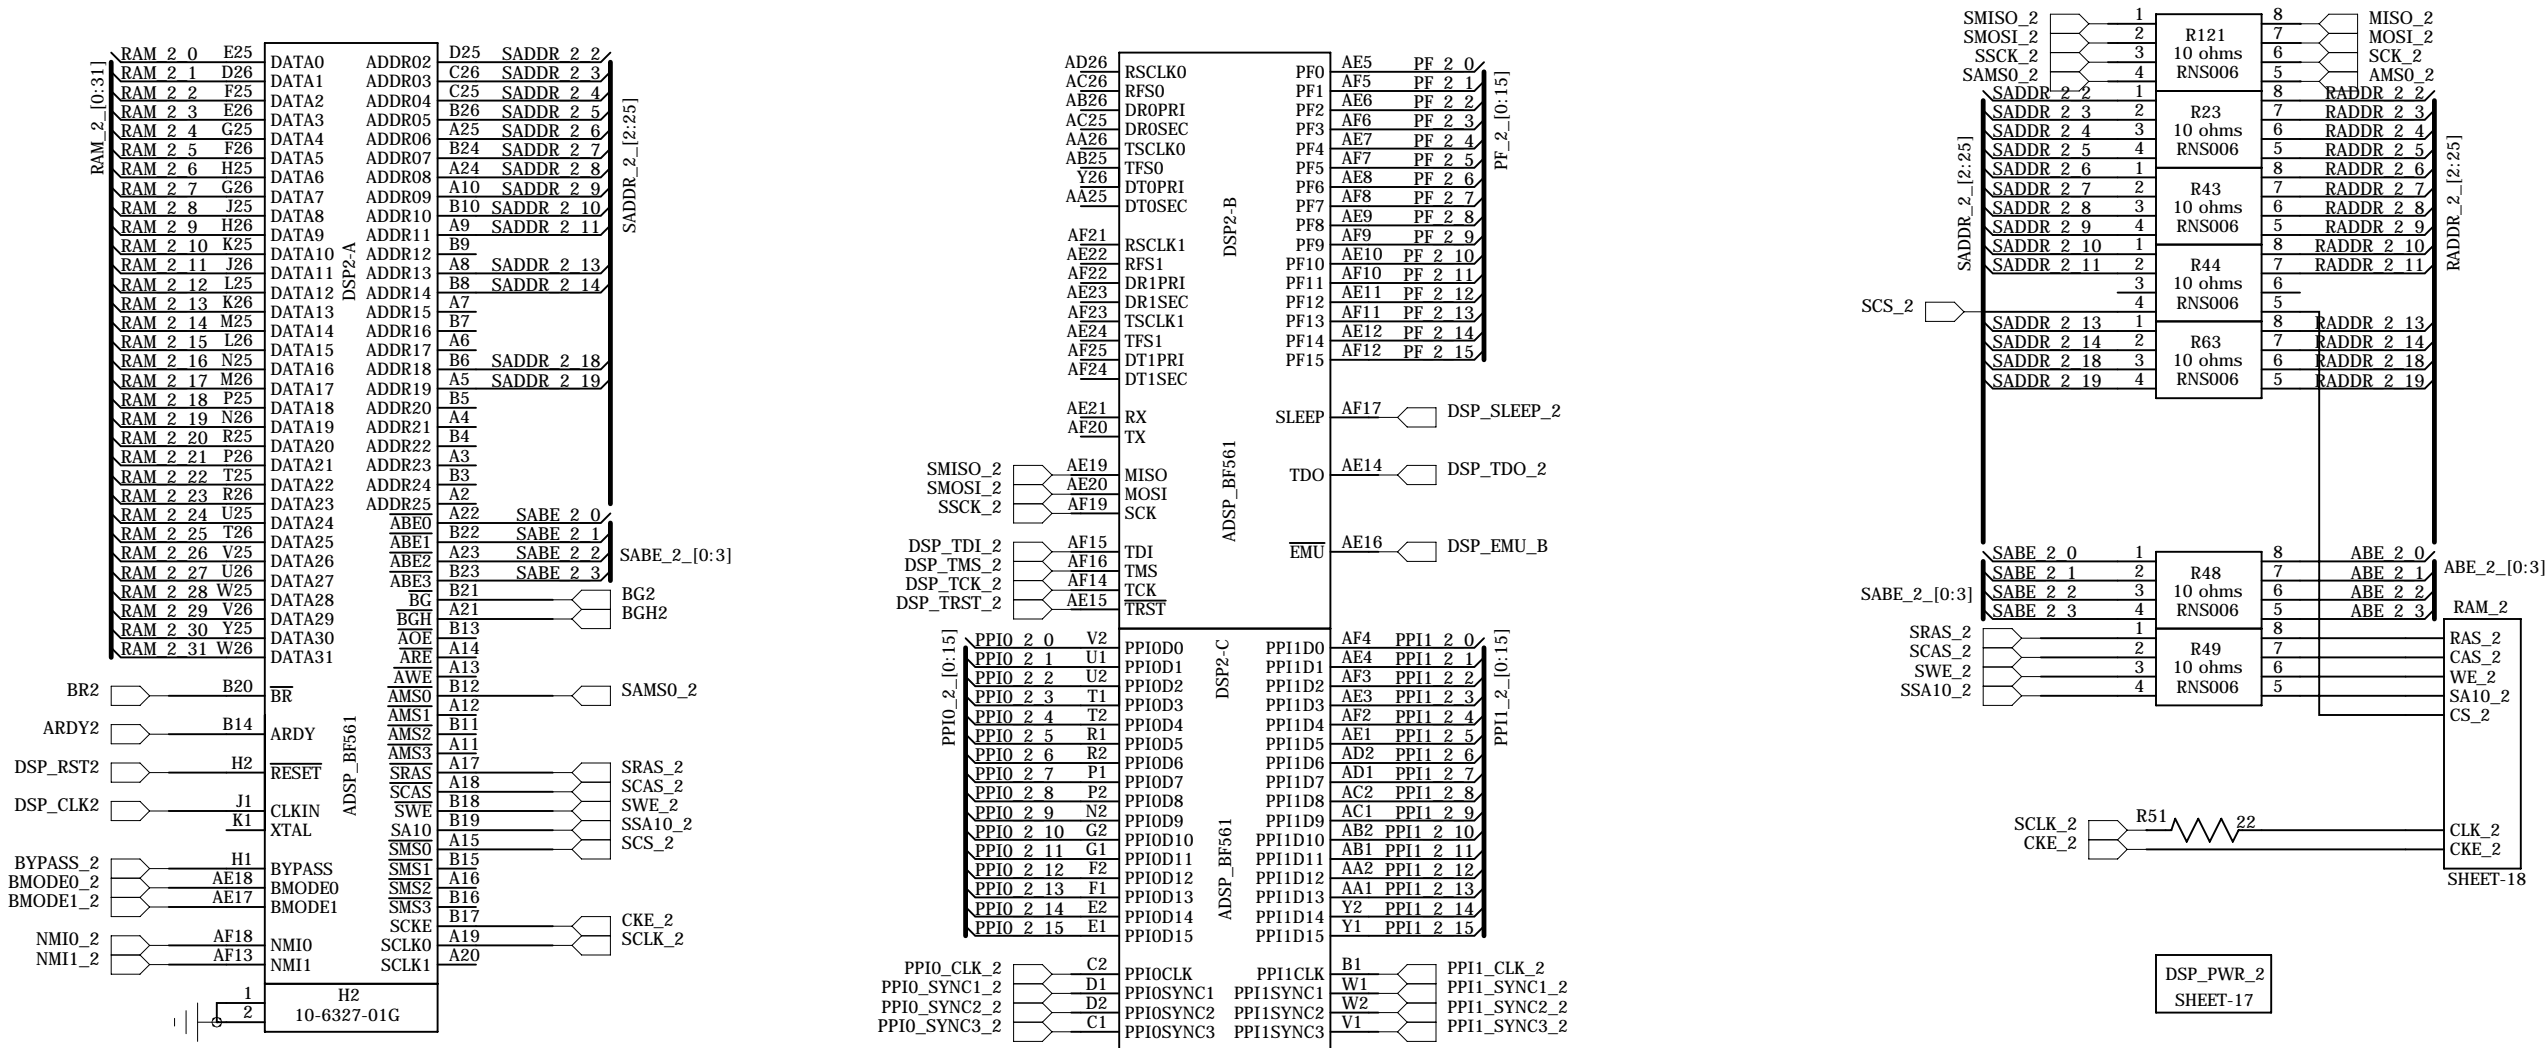 RAM_2_[0:31]
RAM_2_0 E25 DATA0 ADDR02 D25 SADDR_2_2
RAM_2_1 D26 DATA1 ADDR03 C26 SADDR_2_3
RAM_2_2 F25 DATA2 ADDR04 C25 SADDR_2_4
RAM_2_3 E26 DATA3 ADDR05 B26 SADDR_2_5
RAM_2_4 G25 DATA4 ADDR06 A25 SADDR_2_6
RAM_2_5 F26 DATA5 ADDR07 B24 SADDR_2_7
RAM_2_6 H25 DATA6 ADDR08 A24 SADDR_2_8
RAM_2_7 G26 DATA7 ADDR09 A10 SADDR_2_9
RAM_2_8 J25 DATA8 ADDR10 B10 SADDR_2_10
RAM_2_9 H26 DATA9 ADDR11 A9 SADDR_2_11
RAM_2_10 K25 DATA10 ADDR12 B9
RAM_2_11 J26 DATA11 ADDR13 A8 SADDR_2_13
RAM_2_12 L25 DATA12 ADDR14 B8 SADDR_2_14
RAM_2_13 K26 DATA13 ADDR15 A7
RAM_2_14 M25 DATA14 ADDR16 B7
RAM_2_15 L26 DATA15 ADDR17 A6
RAM_2_16 N25 DATA16 ADDR18 B6 SADDR_2_18
RAM_2_17 M26 DATA17 ADDR19 A5 SADDR_2_19
RAM_2_18 P25 DATA18 ADDR20 B5
RAM_2_19 N26 DATA19 ADDR21 A4
RAM_2_20 R25 DATA20 ADDR22 B4
RAM_2_21 P26 DATA21 ADDR23 A3
RAM_2_22 T25 DATA22 ADDR24 B3
RAM_2_23 R26 DATA23 ADDR25 A2
RAM_2_24 U25 DATA24 ABE0 A22 SABE_2_0
RAM_2_25 T26 DATA25 ABE1 B22 SABE_2_1
RAM_2_26 V25 DATA26 ABE2 A23 SABE_2_2
RAM_2_27 U26 DATA27 ABE3 B23 SABE_2_3
RAM_2_28 W25 DATA28 BG B21 BG2
RAM_2_29 V26 DATA29 BGH A21 BGH2
RAM_2_30 Y25 DATA30 AOE B13
RAM_2_31 W26 DATA31 ARE A14
AWE A13
BR2 B20 BR AMS0 B12 SAMS0_2
AMS1 A12
ARDY2 B14 ARDY AMS2 B11
AMS3 A11
DSP_RST2 H2 RESET SRAS A17 SRAS_2
SCAS A18 SCAS_2
DSP_CLK2 J1 CLKIN SWE B18 SWE_2
K1 XTAL SA10 B19 SSA10_2
SMS0 A15 SCS_2
BYPASS_2 H1 BYPASS SMS1 B15
BMODE0_2 AE18 BMODE0 SMS2 A16
BMODE1_2 AE17 BMODE1 SMS3 B16
SCKE B17 CKE_2
NMI0_2 AF18 NMI0 SCLK0 A19 SCLK_2
NMI1_2 AF13 NMI1 SCLK1 A20
DSP2-A
ADSP_BF561
SADDR_2_[2:25]
SABE_2_[0:3]
1 H2
2 10-6327-01G
AD26 RSCLK0 PF0 AE5 PF_2_0
AC26 RFS0 PF1 AF5 PF_2_1
AB26 DR0PRI PF2 AE6 PF_2_2
AC25 DR0SEC PF3 AF6 PF_2_3
AA26 TSCLK0 PF4 AE7 PF_2_4
AB25 TFS0 PF5 AF7 PF_2_5
Y26 DT0PRI PF6 AE8 PF_2_6
AA25 DT0SEC PF7 AF8 PF_2_7
PF8 AE9 PF_2_8
AF21 RSCLK1 PF9 AF9 PF_2_9
AE22 RFS1 PF10 AE10 PF_2_10
AF22 DR1PRI PF11 AF10 PF_2_11
AE23 DR1SEC PF12 AE11 PF_2_12
AF23 TSCLK1 PF13 AF11 PF_2_13
AE24 TFS1 PF14 AE12 PF_2_14
AF25 DT1PRI PF15 AF12 PF_2_15
AF24 DT1SEC
PF_2_[0:15]
DSP2-B
ADSP_BF561
AE21 RX SLEEP AF17 DSP_SLEEP_2
AF20 TX
SMISO_2 AE19 MISO TDO AE14 DSP_TDO_2
SMOSI_2 AE20 MOSI
SSCK_2 AF19 SCK
DSP_TDI_2 AF15 TDI EMU AE16 DSP_EMU_B
DSP_TMS_2 AF16 TMS
DSP_TCK_2 AF14 TCK
DSP_TRST_2 AE15 TRST
PPI0_2_[0:15]
PPI0_2_0 V2 PPI0D0 PPI1D0 AF4 PPI1_2_0
PPI0_2_1 U1 PPI0D1 PPI1D1 AE4 PPI1_2_1
PPI0_2_2 U2 PPI0D2 PPI1D2 AF3 PPI1_2_2
PPI0_2_3 T1 PPI0D3 PPI1D3 AE3 PPI1_2_3
PPI0_2_4 T2 PPI0D4 PPI1D4 AF2 PPI1_2_4
PPI0_2_5 R1 PPI0D5 PPI1D5 AE1 PPI1_2_5
PPI0_2_6 R2 PPI0D6 PPI1D6 AD2 PPI1_2_6
PPI0_2_7 P1 PPI0D7 PPI1D7 AD1 PPI1_2_7
PPI0_2_8 P2 PPI0D8 PPI1D8 AC2 PPI1_2_8
PPI0_2_9 N2 PPI0D9 PPI1D9 AC1 PPI1_2_9
PPI0_2_10 G2 PPI0D10 PPI1D10 AB2 PPI1_2_10
PPI0_2_11 G1 PPI0D11 PPI1D11 AB1 PPI1_2_11
PPI0_2_12 F2 PPI0D12 PPI1D12 AA2 PPI1_2_12
PPI0_2_13 F1 PPI0D13 PPI1D13 AA1 PPI1_2_13
PPI0_2_14 E2 PPI0D14 PPI1D14 Y2 PPI1_2_14
PPI0_2_15 E1 PPI0D15 PPI1D15 Y1 PPI1_2_15
PPI1_2_[0:15]
DSP2-C
ADSP_BF561
PPI0_CLK_2 C2 PPI0CLK PPI1CLK B1 PPI1_CLK_2
PPI0_SYNC1_2 D1 PPI0SYNC1 PPI1SYNC1 W1 PPI1_SYNC1_2
PPI0_SYNC2_2 D2 PPI0SYNC2 PPI1SYNC2 W2 PPI1_SYNC2_2
PPI0_SYNC3_2 C1 PPI0SYNC3 PPI1SYNC3 V1 PPI1_SYNC3_2
SMISO_2 1 8 MISO_2
SMOSI_2 2 R121 7 MOSI_2
SSCK_2 3 10 ohms 6 SCK_2
SAMS0_2 4 RNS006 5 AMS0_2
SADDR_2_2 1 8 RADDR_2_2
SADDR_2_3 2 R23 7 RADDR_2_3
SADDR_2_4 3 10 ohms 6 RADDR_2_4
SADDR_2_5 4 RNS006 5 RADDR_2_5
SADDR_2_6 1 8 RADDR_2_6
SADDR_2_7 2 R43 7 RADDR_2_7
SADDR_2_8 3 10 ohms 6 RADDR_2_8
SADDR_2_9 4 RNS006 5 RADDR_2_9
SADDR_2_10 1 8 RADDR_2_10
SADDR_2_11 2 R44 7 RADDR_2_11
3 10 ohms 6
SCS_2 4 RNS006 5
SADDR_2_13 1 8 RADDR_2_13
SADDR_2_14 2 R63 7 RADDR_2_14
SADDR_2_18 3 10 ohms 6 RADDR_2_18
SADDR_2_19 4 RNS006 5 RADDR_2_19
SADDR_2_[2:25]
RADDR_2_[2:25]
SABE_2_0 1 8 ABE_2_0
SABE_2_1 2 R48 7 ABE_2_1
SABE_2_2 3 10 ohms 6 ABE_2_2
SABE_2_3 4 RNS006 5 ABE_2_3
SABE_2_[0:3]
ABE_2_[0:3]
RAM_2
SRAS_2 1 8 RAS_2
SCAS_2 2 R49 7 CAS_2
SWE_2 3 10 ohms 6 WE_2
SSA10_2 4 RNS006 5 SA10_2
CS_2
SCLK_2 R51 22 CLK_2
CKE_2 CKE_2
SHEET-18
DSP_PWR_2
SHEET-17